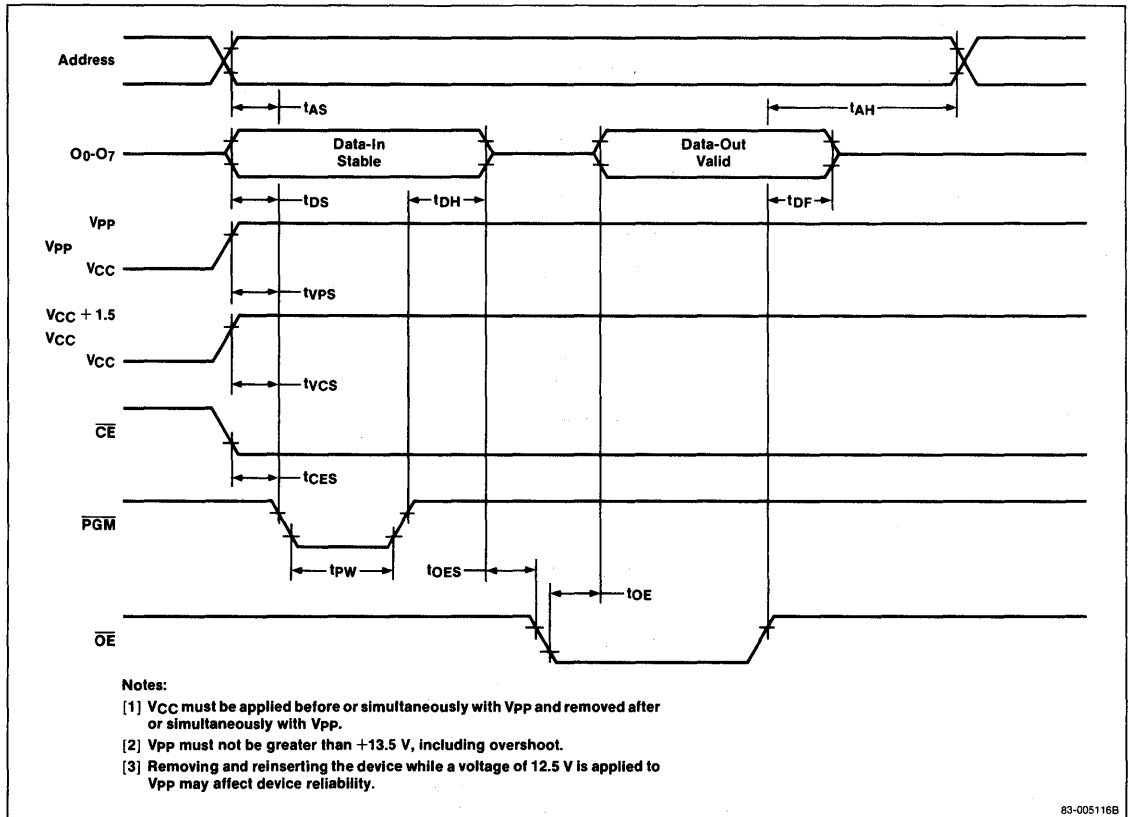 Address
tAS
tAH
O0-O7
Data-In
Stable
Data-Out
Valid
tDS
tDH
tDF
VPP
VPP
VCC
tVPS
VCC + 1.5
VCC
VCC
tVCS
CE
tCES
PGM
tPW
tOES
tOE
OE
Notes:
[1] VCC must be applied before or simultaneously with VPP and removed after
or simultaneously with VPP.
[2] VPP must not be greater than +13.5 V, including overshoot.
[3] Removing and reinserting the device while a voltage of 12.5 V is applied to
VPP may affect device reliability.
83-005116B